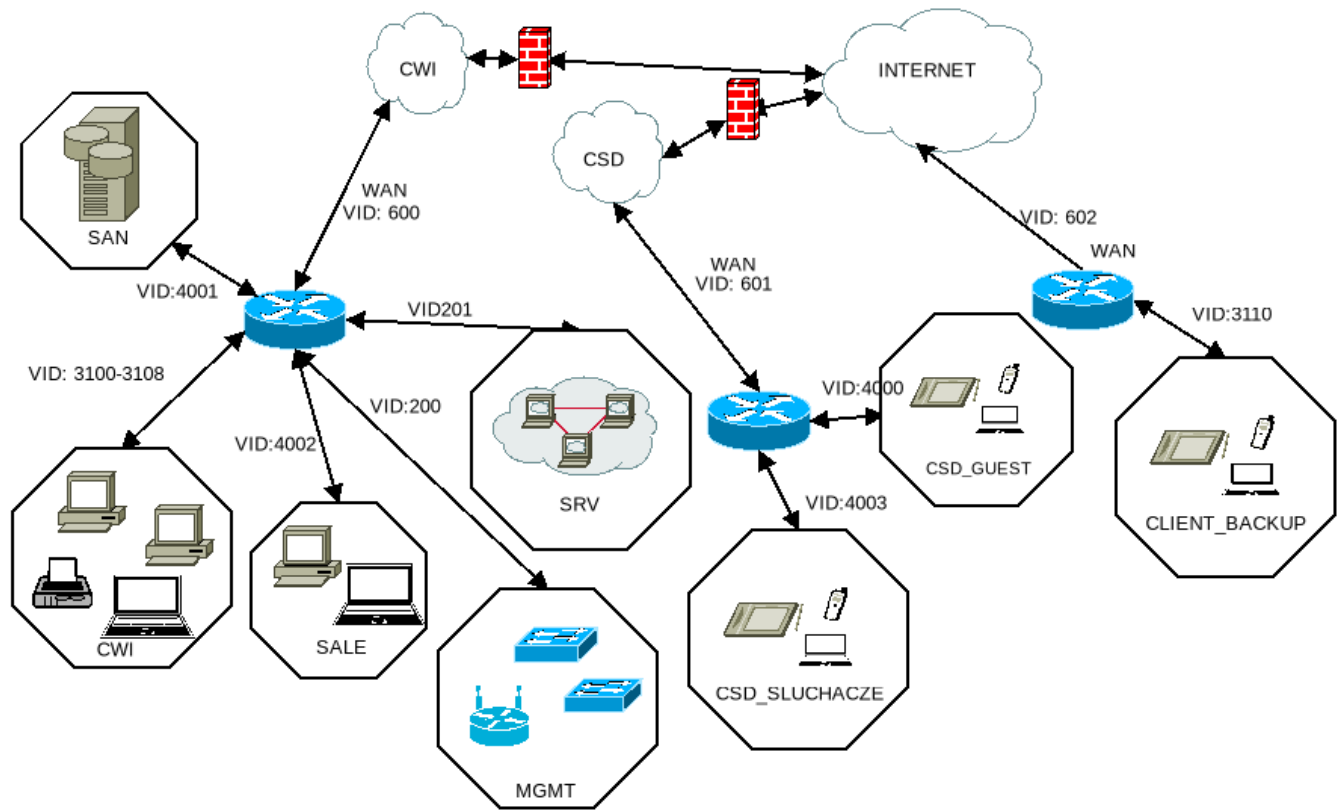 CWI
INTERNET
CSD
WAN
VID: 600
VID: 602
SAN
WAN
WAN
VID: 601
VID:4001
VID201
VID:3110
VID: 3100-3108
VID:200
VID:4000
VID:4002
CSD_GUEST
SRV
VID:4003
CLIENT_BACKUP
CWI
SALE
CSD_SLUCHACZE
MGMT